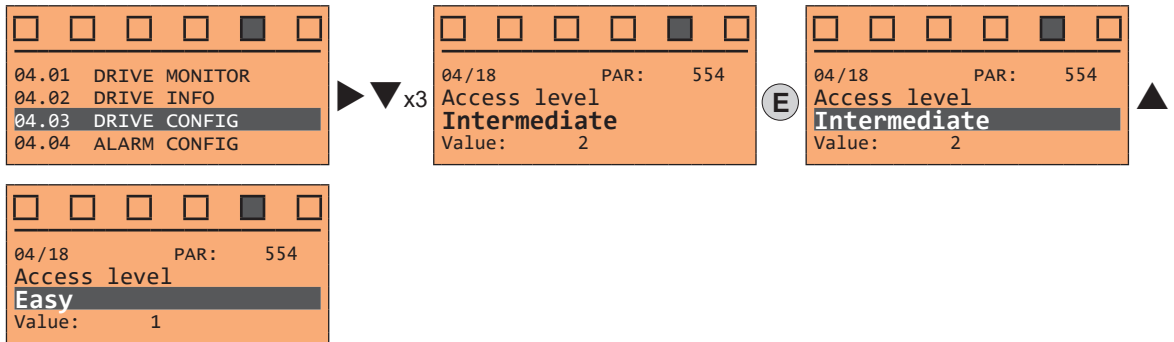 04.01 DRIVE MONITOR
04.02 DRIVE INFO
04.03 DRIVE CONFIG
04.04 ALARM CONFIG
x3
04/18 PAR: 554
Access level
Intermediate
Value: 2
E
04/18 PAR: 554
Access level
Intermediate
Value: 2
04/18 PAR: 554
Access level
Easy
Value: 1